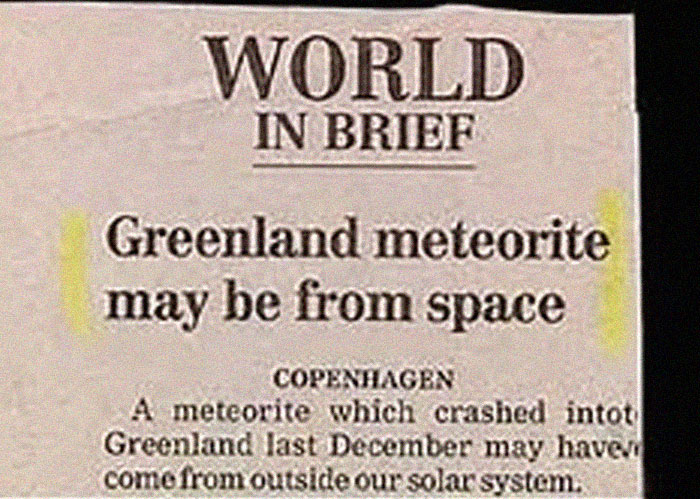 WORLD
IN BRIEF
Greenland meteorite
may be from space
COPENHAGEN
A meteorite which crashed intot
Greenland last December may have
come from outside our solar system.